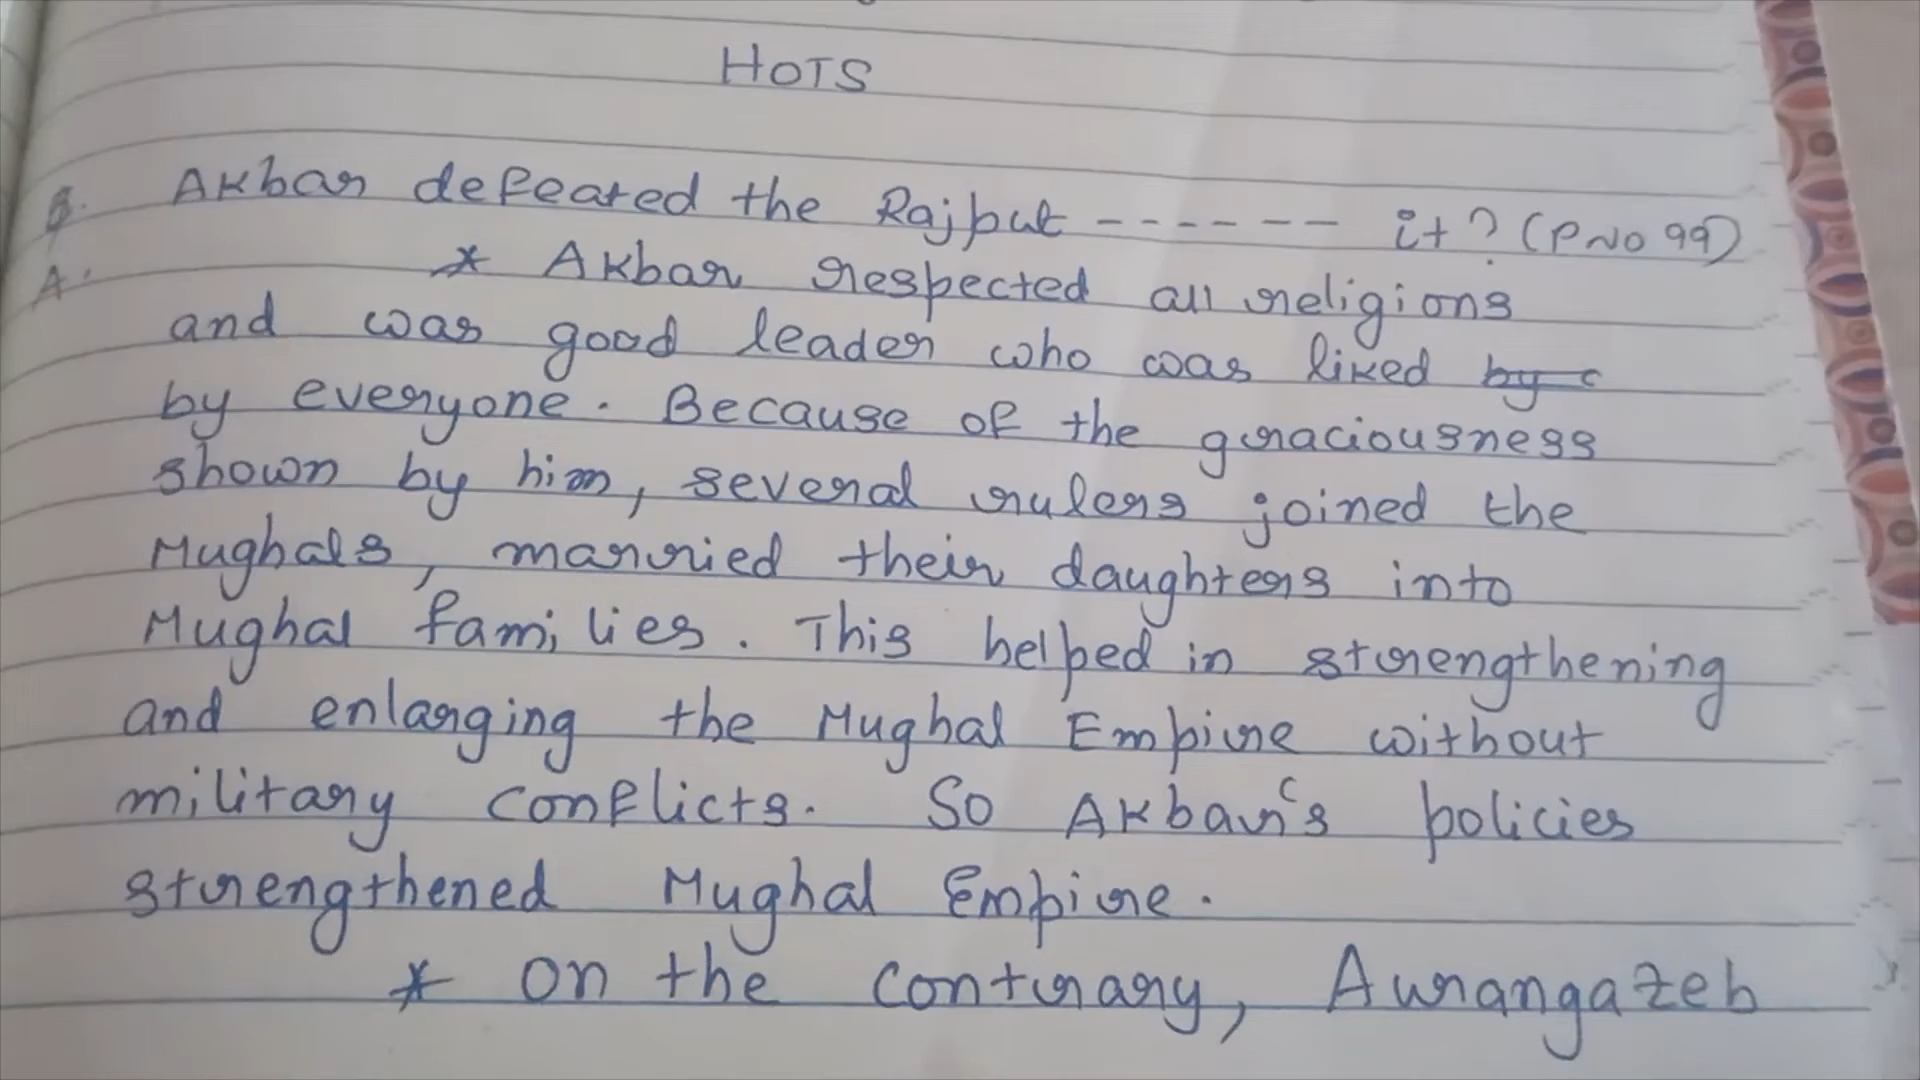 HOTS
Q. Akbar defeated the Rajput ------ it? (P NO 99)
A. * Akbar respected all religions
and was good leader who was liked by e
by everyone. Because of the graciousness
shown by him, several rulers joined the
Mughals, married their daughters into
Mughal families. This helped in strengthening
and enlarging the Mughal Empire without
military conflicts. So Akbar's policies
strengthened Mughal Empire.
* On the contrary, Aurangazeb